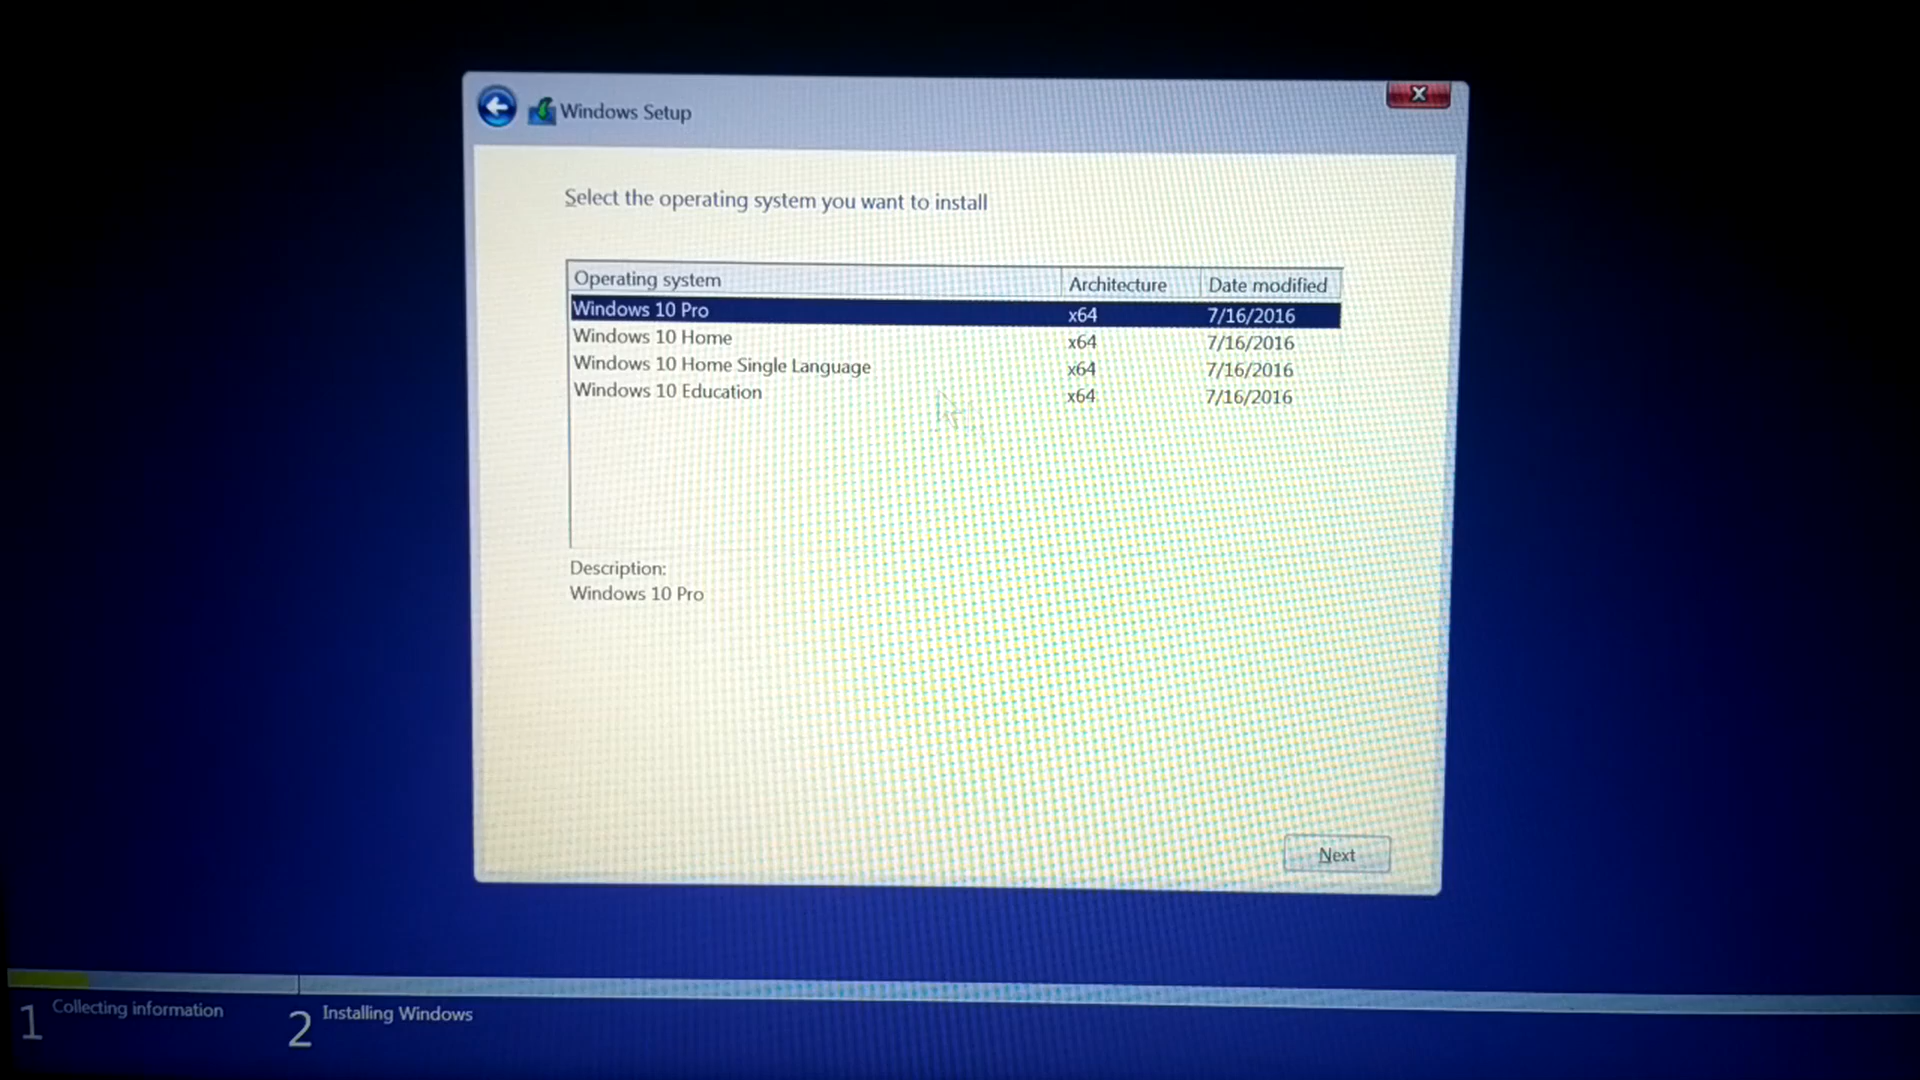 Windows Setup
X
Select the operating system you want to install
Operating system Architecture Date modified
Windows 10 Pro x64 7/16/2016
Windows 10 Home x64 7/16/2016
Windows 10 Home Single Language x64 7/16/2016
Windows 10 Education x64 7/16/2016
Description:
Windows 10 Pro
Next
1 Collecting information 2 Installing Windows